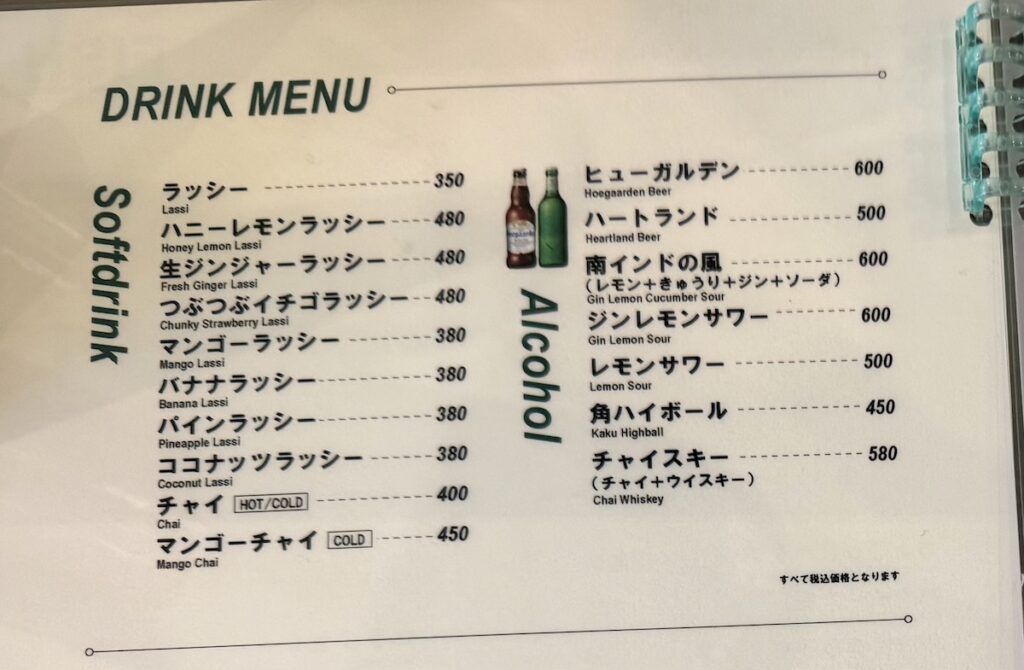 DRINK MENU
Softdrink
ラッシー 350
Lassi
ハニーレモンラッシー 480
Honey Lemon Lassi
生ジンジャーラッシー 480
Fresh Ginger Lassi
つぶつぶイチゴラッシー 480
Chunky Strawberry Lassi
マンゴーラッシー 380
Mango Lassi
バナナラッシー 380
Banana Lassi
パインラッシー 380
Pineapple Lassi
ココナッツラッシー 380
Coconut Lassi
チャイ HOT/COLD 400
Chai
マンゴーチャイ COLD 450
Mango Chai
Hoegaarden
Alcohol
ヒューガルデン 600
Hoegaarden Beer
ハートランド 500
Heartland Beer
南インドの風 600
(レモン+きゅうり+ジン+ソーダ)
Gin Lemon Cucumber Sour
ジンレモンサワー 600
Gin Lemon Sour
レモンサワー 500
Lemon Sour
角ハイボール 450
Kaku Highball
チャイスキー 580
(チャイ+ウイスキー)
Chai Whiskey
すべて税込価格となります